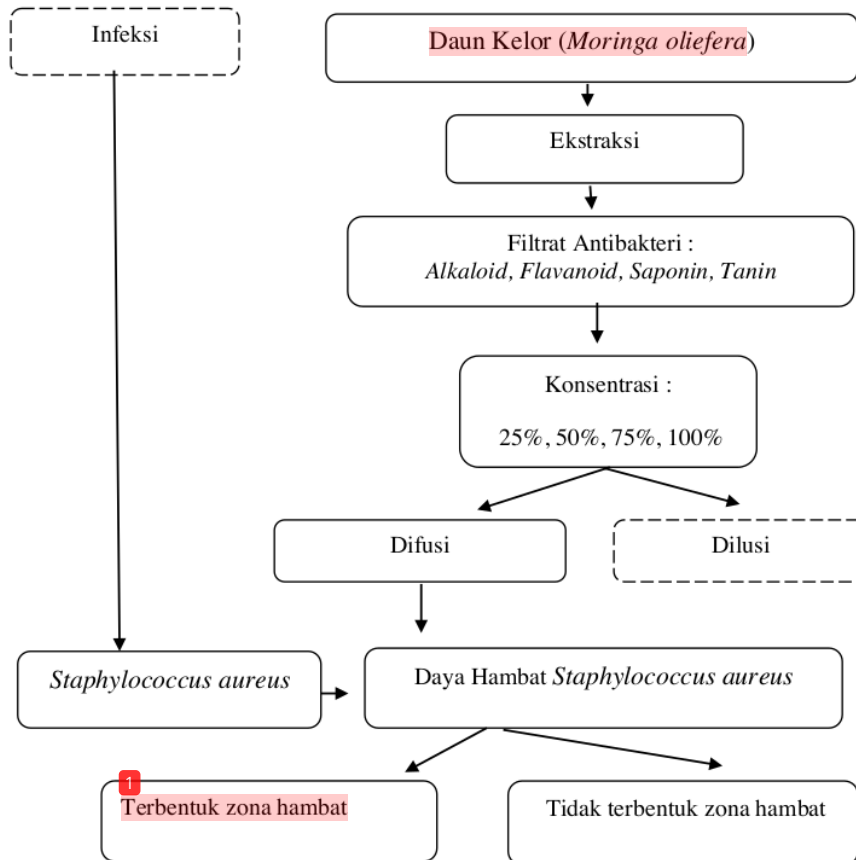 Infeksi
Daun Kelor (Moringa oliefera)
Ekstraksi
Filtrat Antibakteri :
Alkaloid, Flavanoid, Saponin, Tanin
Konsentrasi :
25%, 50%, 75%, 100%
Difusi
Dilusi
Staphylococcus aureus
Daya Hambat Staphylococcus aureus
1
Terbentuk zona hambat
Tidak terbentuk zona hambat